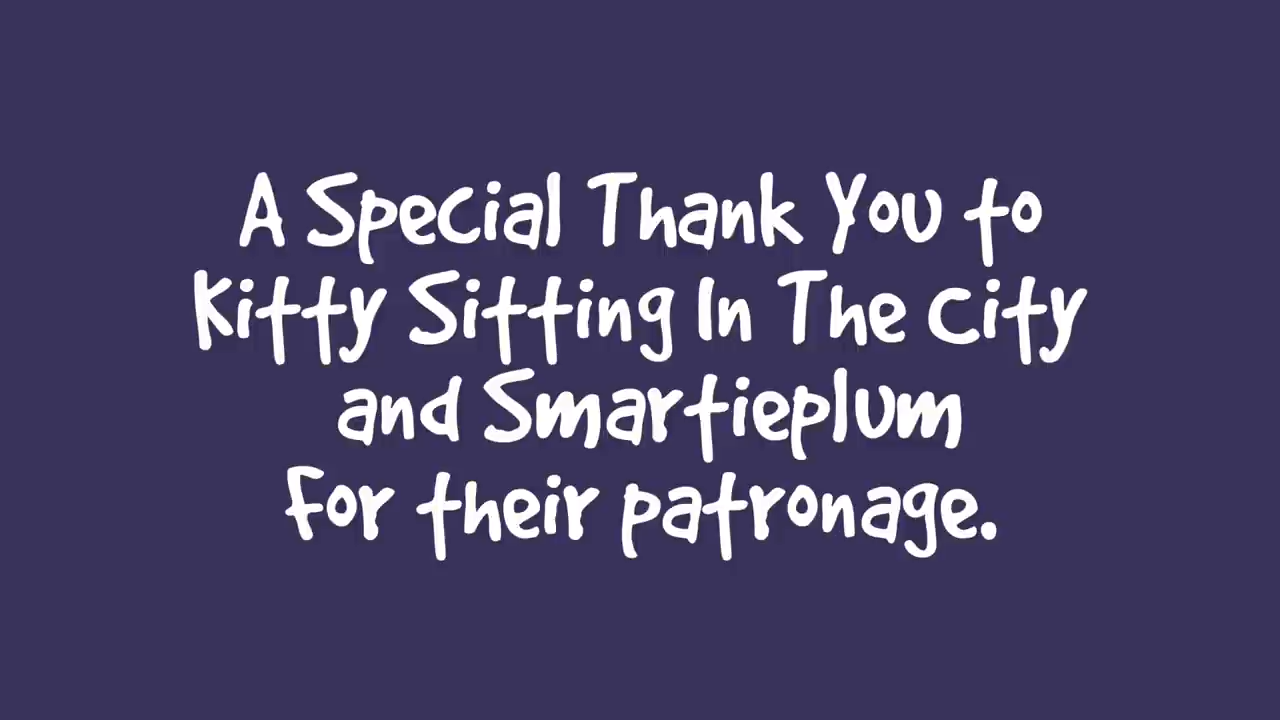 A Special Thank You to
Kitty Sitting In The City
and Smartieplum
for their patronage.